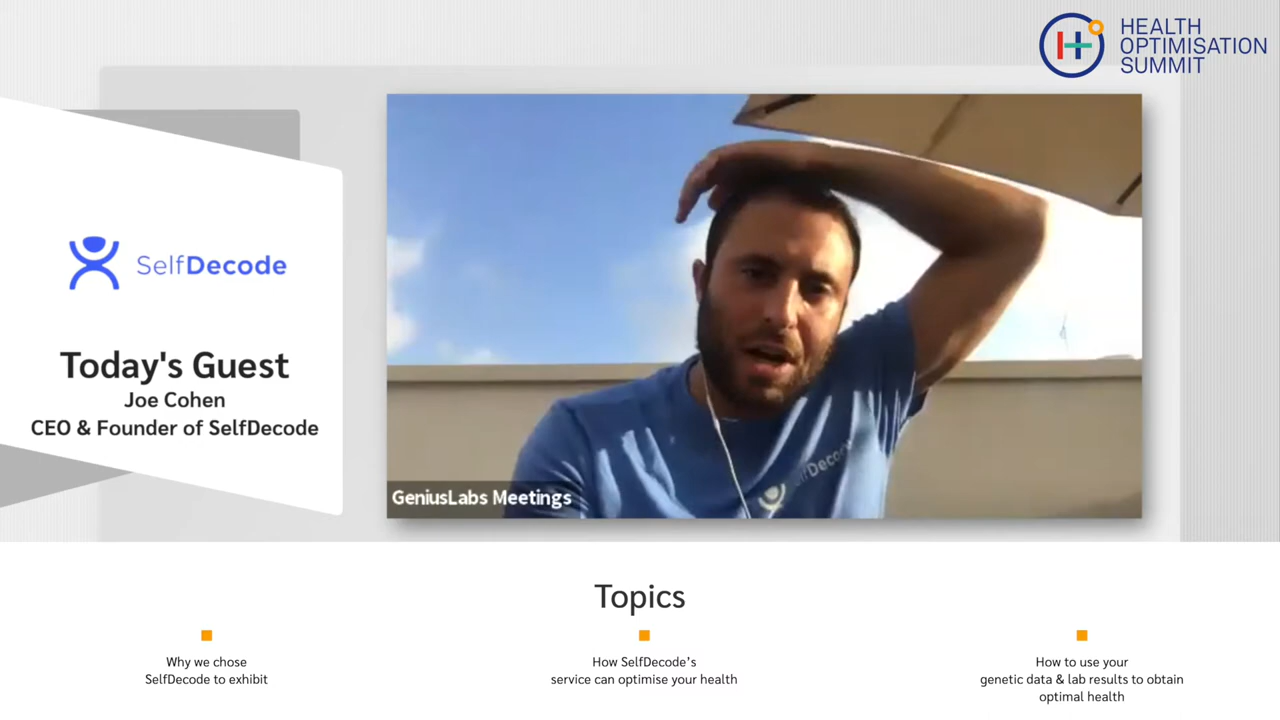 HEALTH
OPTIMISATION
SUMMIT
SelfDecode
Today's Guest
Joe Cohen
CEO & Founder of SelfDecode
SelfDecode
GeniusLabs Meetings
Topics
Why we chose
SelfDecode to exhibit
How SelfDecode’s
service can optimise your health
How to use your
genetic data & lab results to obtain
optimal health